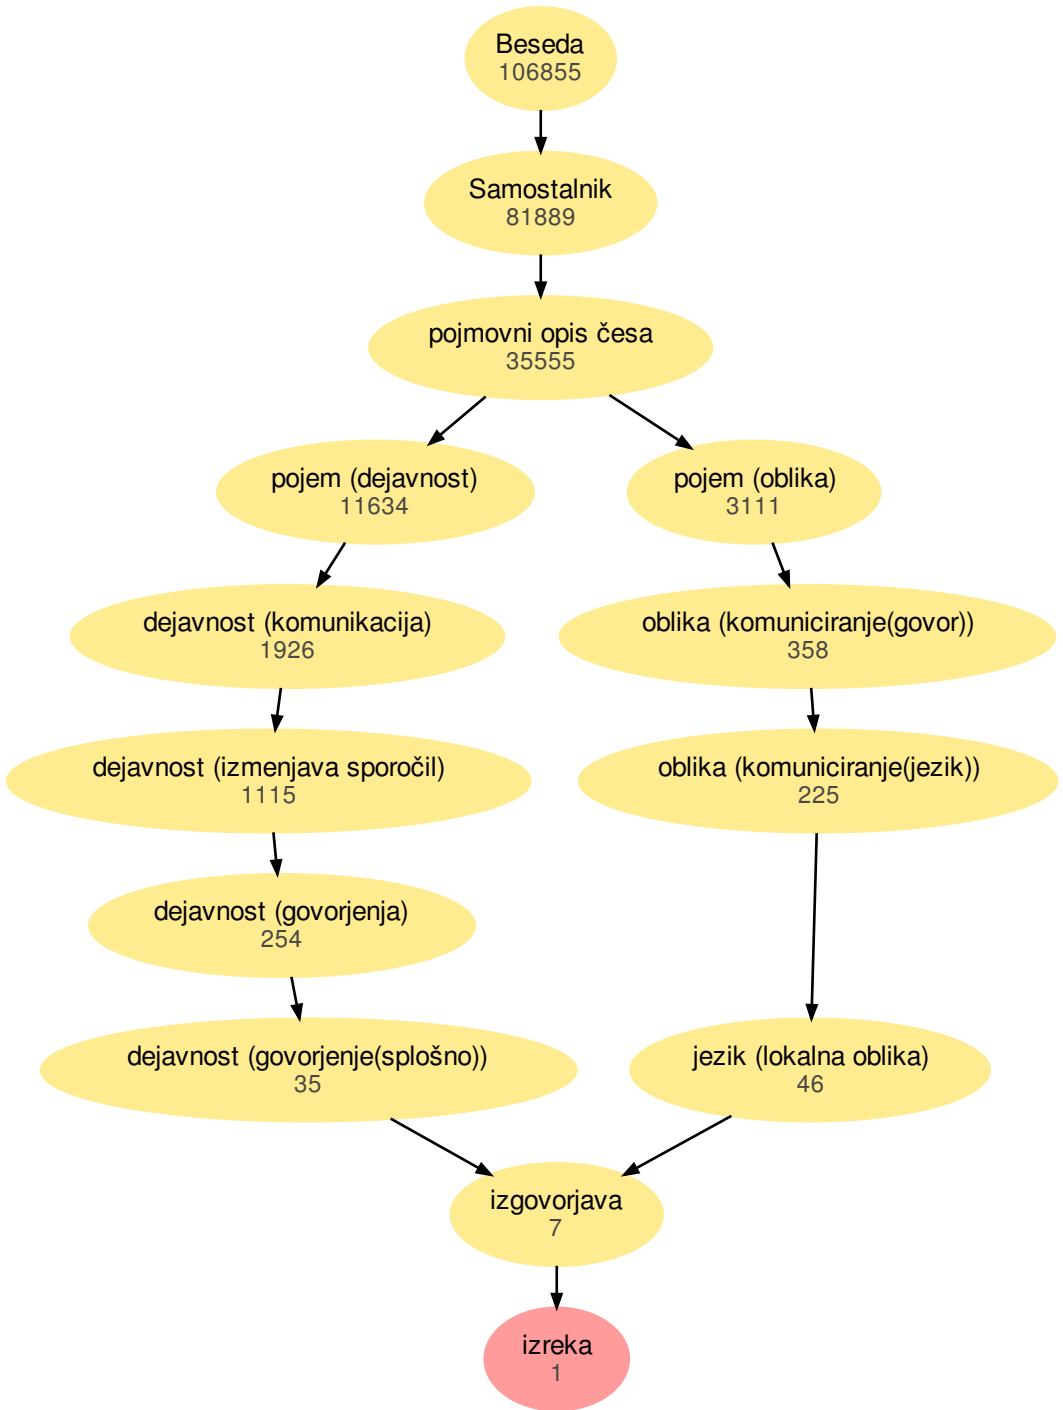 Beseda
106855
Samostalnik
81889
pojmovni opis česa
35555
pojem (dejavnost)
11634
pojem (oblika)
3111
dejavnost (komunikacija)
1926
oblika (komuniciranje(govor))
358
dejavnost (izmenjava sporočil)
1115
oblika (komuniciranje(jezik))
225
dejavnost (govorjenja)
254
dejavnost (govorjenje(splošno))
35
jezik (lokalna oblika)
46
izgovorjava
7
izreka
1